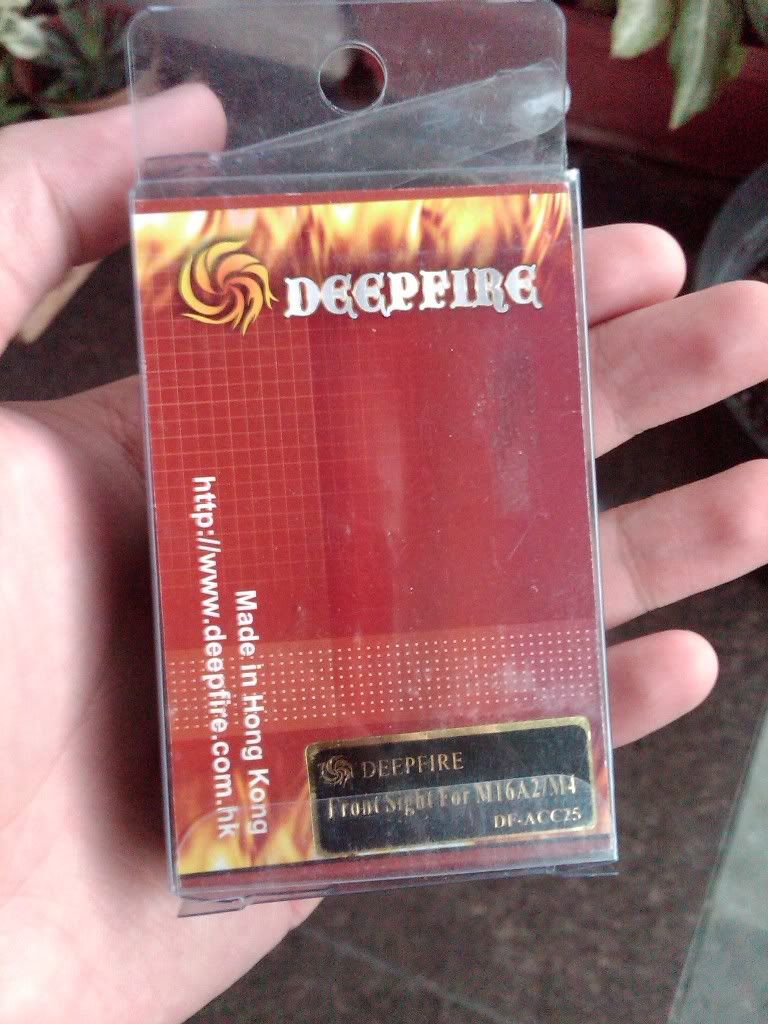 DEEPFIRE
Made in Hong Kong
http://www.deepfire.com.hk
DEEPFIRE
Front Sight For M16A2/M4
DF-ACC25